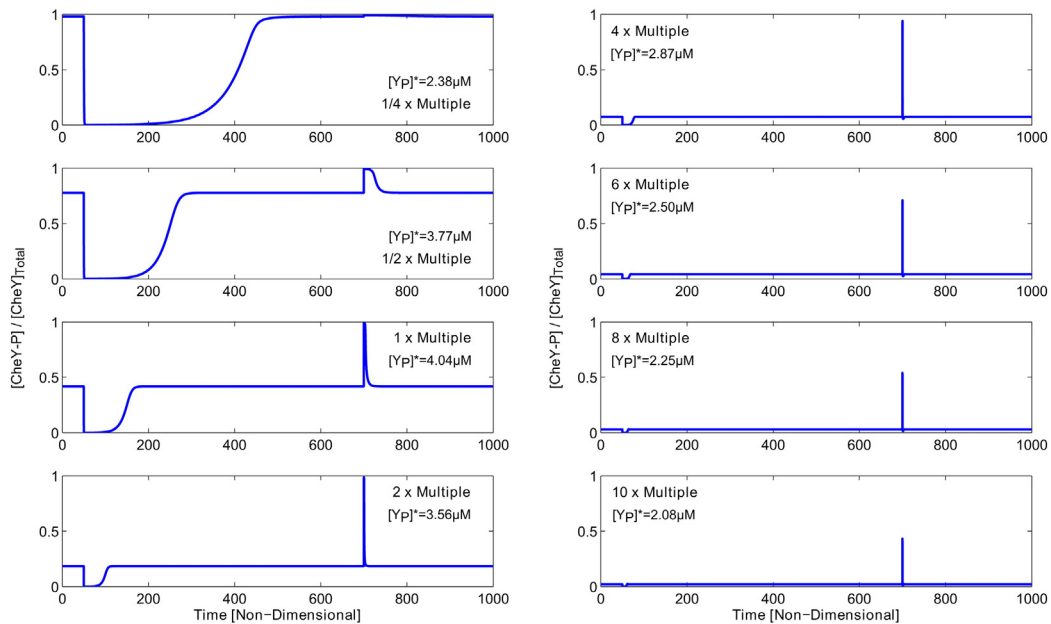 1
0.5
0
[YP]*=2.38µM
1/4 x Multiple
0 200 400 600 800 1000
1
0.5
0
[YP]*=3.77µM
1/2 x Multiple
0 200 400 600 800 1000
1
0.5
0
1 x Multiple
[YP]*=4.04µM
0 200 400 600 800 1000
1
0.5
0
2 x Multiple
[YP]*=3.56µM
0 200 400 600 800 1000
Time [Non−Dimensional]
[CheY-P] / [CheY]Total
1
0.5
0
4 x Multiple
[YP]*=2.87µM
0 200 400 600 800 1000
1
0.5
0
6 x Multiple
[YP]*=2.50µM
0 200 400 600 800 1000
1
0.5
0
8 x Multiple
[YP]*=2.25µM
0 200 400 600 800 1000
1
0.5
0
10 x Multiple
[YP]*=2.08µM
0 200 400 600 800 1000
Time [Non−Dimensional]
[CheY-P] / [CheY]Total